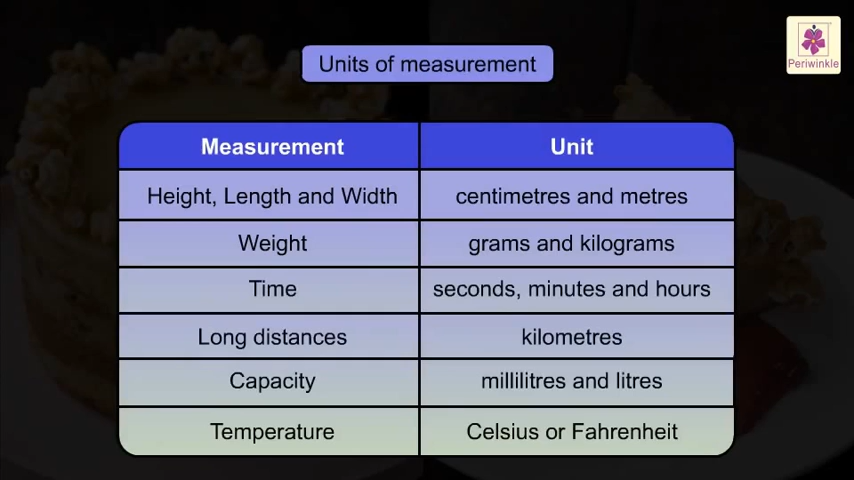 Units of measurement
Periwinkle
Measurement Unit
Height, Length and Width centimetres and metres
Weight grams and kilograms
Time seconds, minutes and hours
Long distances kilometres
Capacity millilitres and litres
Temperature Celsius or Fahrenheit